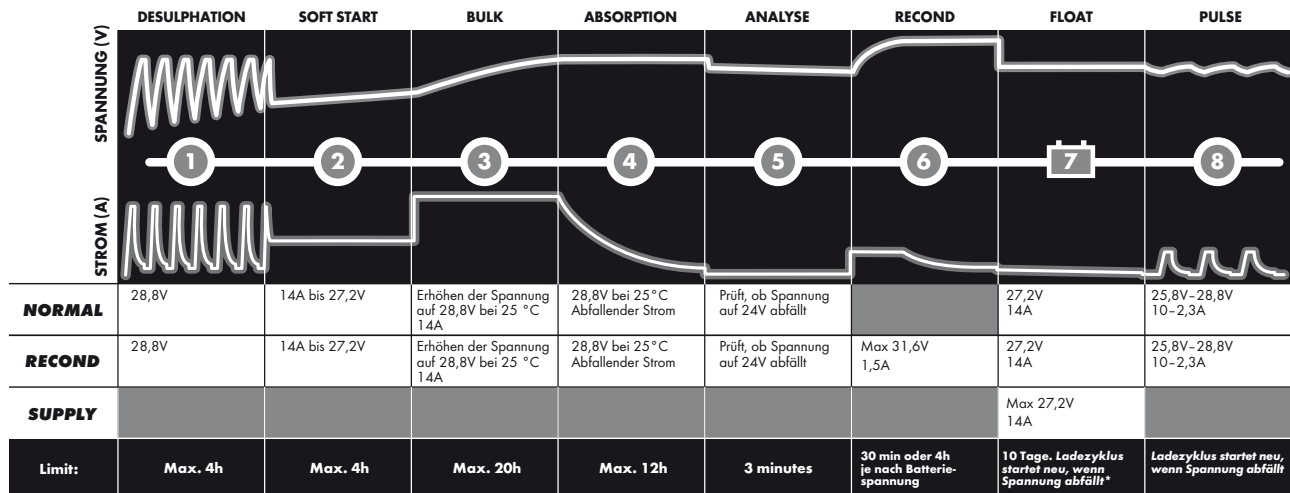 DESULPHATION SOFT START BULK ABSORPTION ANALYSE RECOND FLOAT PULSE
SPANNUNG (V)
1 2 3 4 5 6 7 8
STROM (A)
NORMAL
28,8V
14A bis 27,2V
Erhöhen der Spannung
auf 28,8V bei 25 °C
14A
28,8V bei 25°C
Abfallender Strom
Prüft, ob Spannung
auf 24V abfällt
27,2V
14A
25,8V–28,8V
10–2,3A
RECOND
28,8V
14A bis 27,2V
Erhöhen der Spannung
auf 28,8V bei 25 °C
14A
28,8V bei 25°C
Abfallender Strom
Prüft, ob Spannung
auf 24V abfällt
Max 31,6V
1,5A
27,2V
14A
25,8V–28,8V
10–2,3A
SUPPLY
Max 27,2V
14A
Limit:
Max. 4h
Max. 4h
Max. 20h
Max. 12h
3 minutes
30 min oder 4h
je nach Batterie-
spannung
10 Tage. Ladezyklus
startet neu, wenn
Spannung abfällt*
Ladezyklus startet neu,
wenn Spannung abfällt